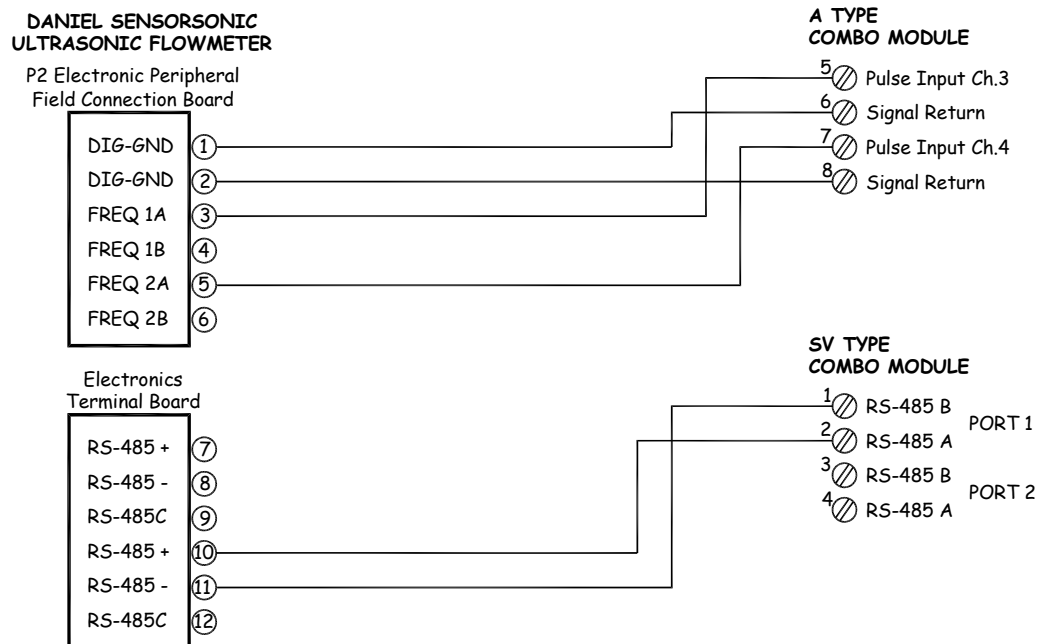 DANIEL SENSORSONIC
ULTRASONIC FLOWMETER
P2 Electronic Peripheral
Field Connection Board
DIG-GND 1
DIG-GND 2
FREQ 1A 3
FREQ 1B 4
FREQ 2A 5
FREQ 2B 6
A TYPE
COMBO MODULE
5 Pulse Input Ch.3
6 Signal Return
7 Pulse Input Ch.4
8 Signal Return
Electronics
Terminal Board
RS-485 + 7
RS-485 - 8
RS-485C 9
RS-485 + 10
RS-485 - 11
RS-485C 12
SV TYPE
COMBO MODULE
1 RS-485 B
PORT 1
2 RS-485 A
3 RS-485 B
PORT 2
4 RS-485 A